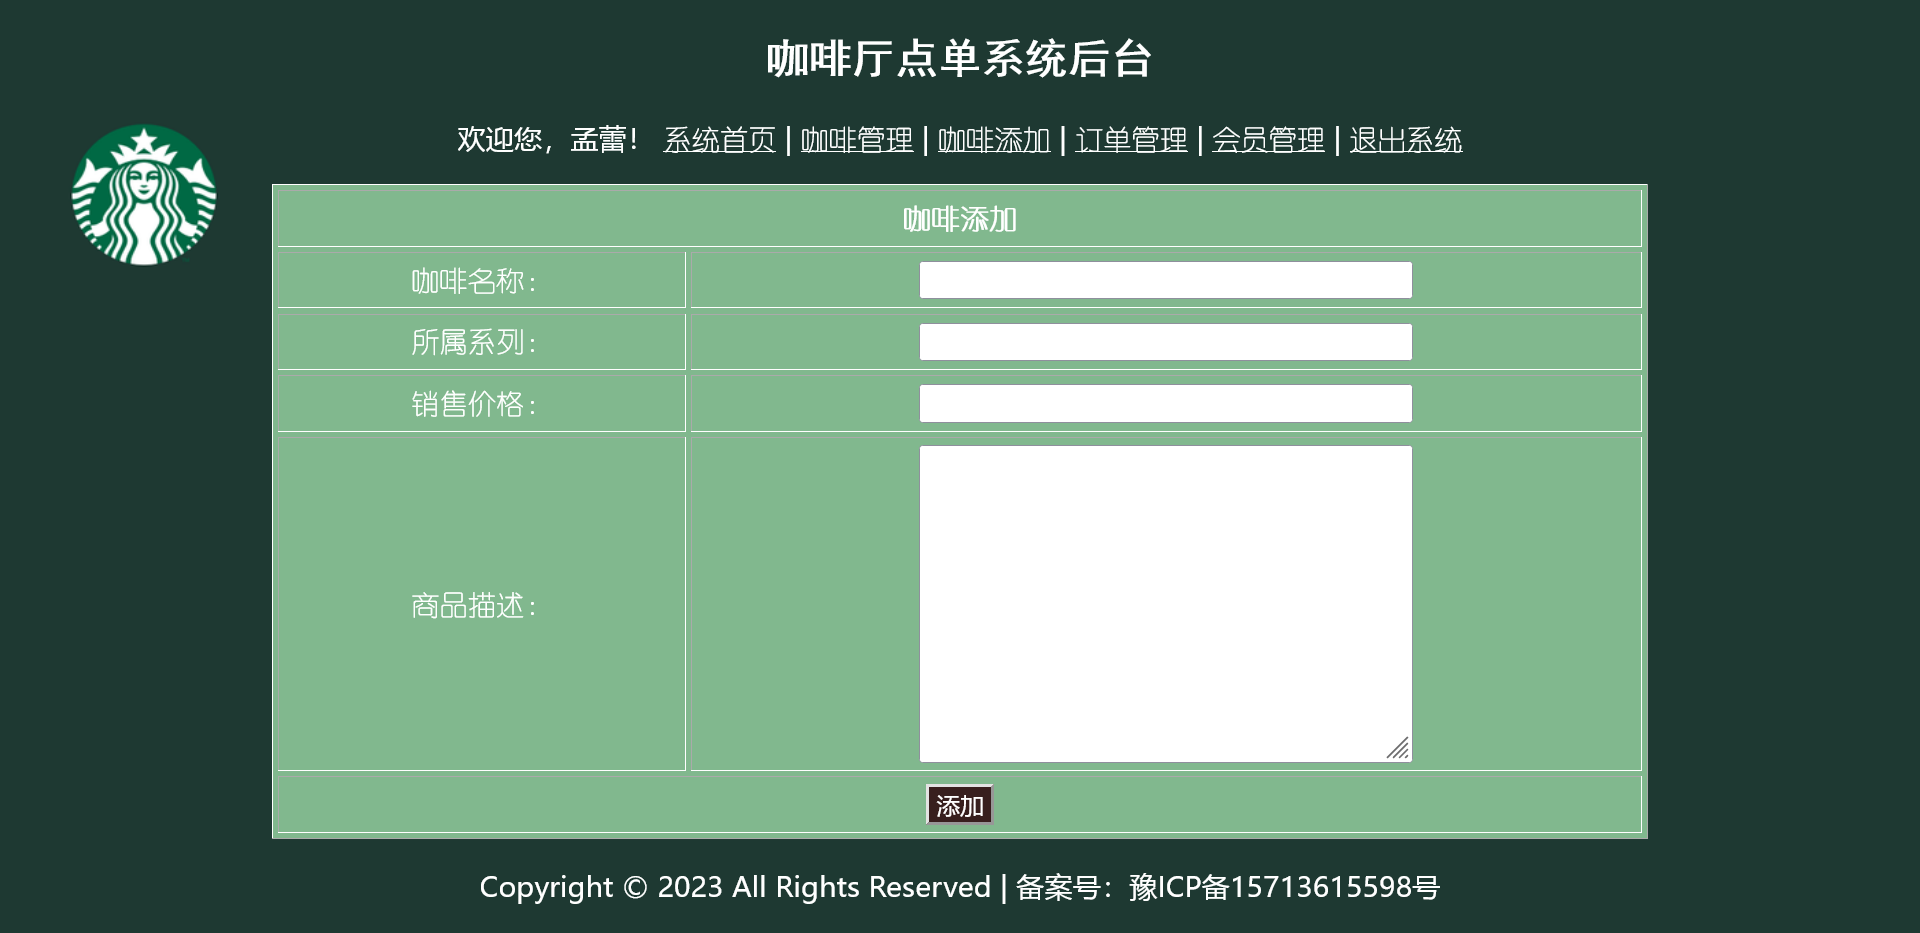 咖啡厅点单系统后台
欢迎您，孟蕾！ 系统首页 | 咖啡管理 | 咖啡添加 | 订单管理 | 会员管理 | 退出系统
咖啡添加
咖啡名称：
所属系列：
销售价格：
商品描述：
添加
Copyright © 2023 All Rights Reserved | 备案号：豫ICP备15713615598号